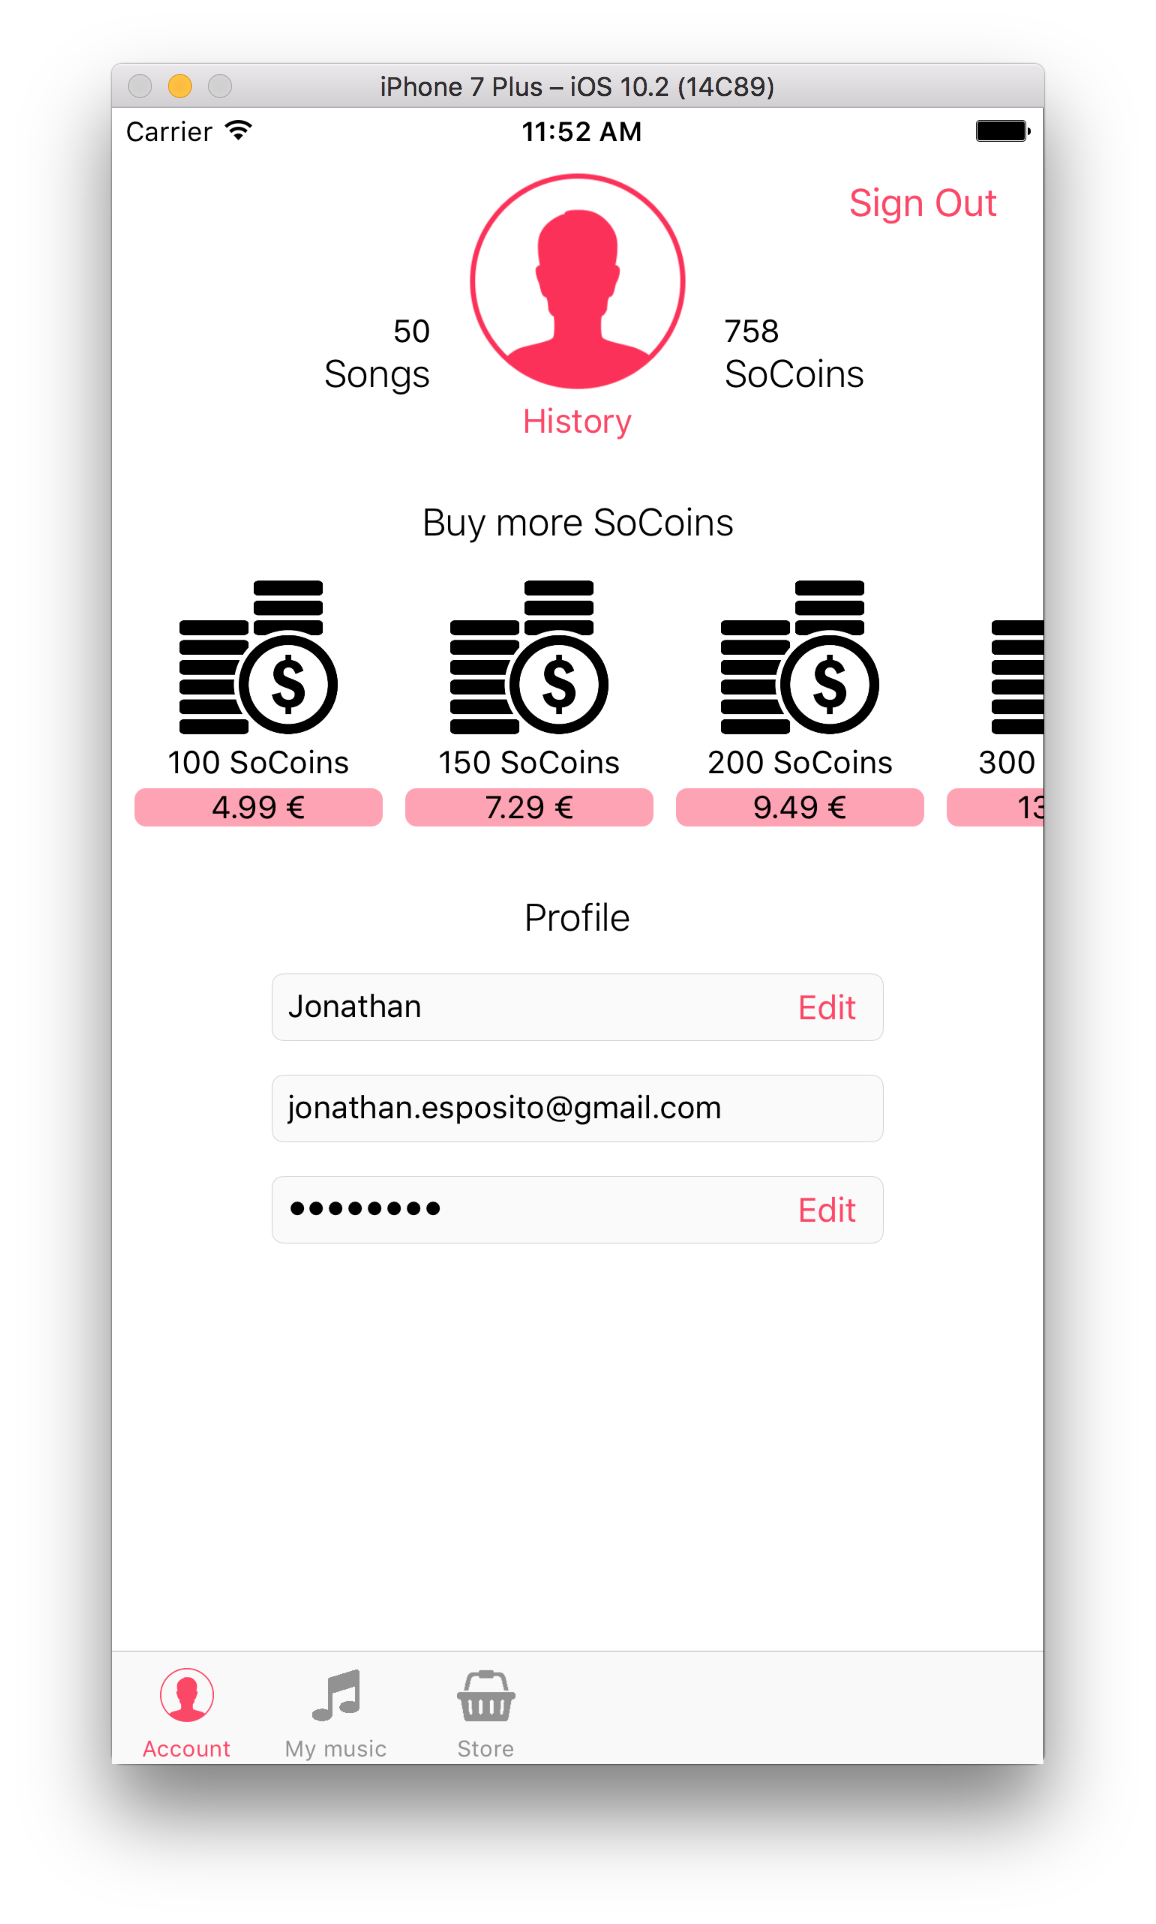 iPhone 7 Plus – iOS 10.2 (14C89)
Carrier 11:52 AM
Sign Out
50
Songs
758
SoCoins
History
Buy more SoCoins
$ $ $
100 SoCoins 150 SoCoins 200 SoCoins 300
4.99 € 7.29 € 9.49 € 13
Profile
Jonathan Edit
jonathan.esposito@gmail.com
•••••••• Edit
Account My music Store